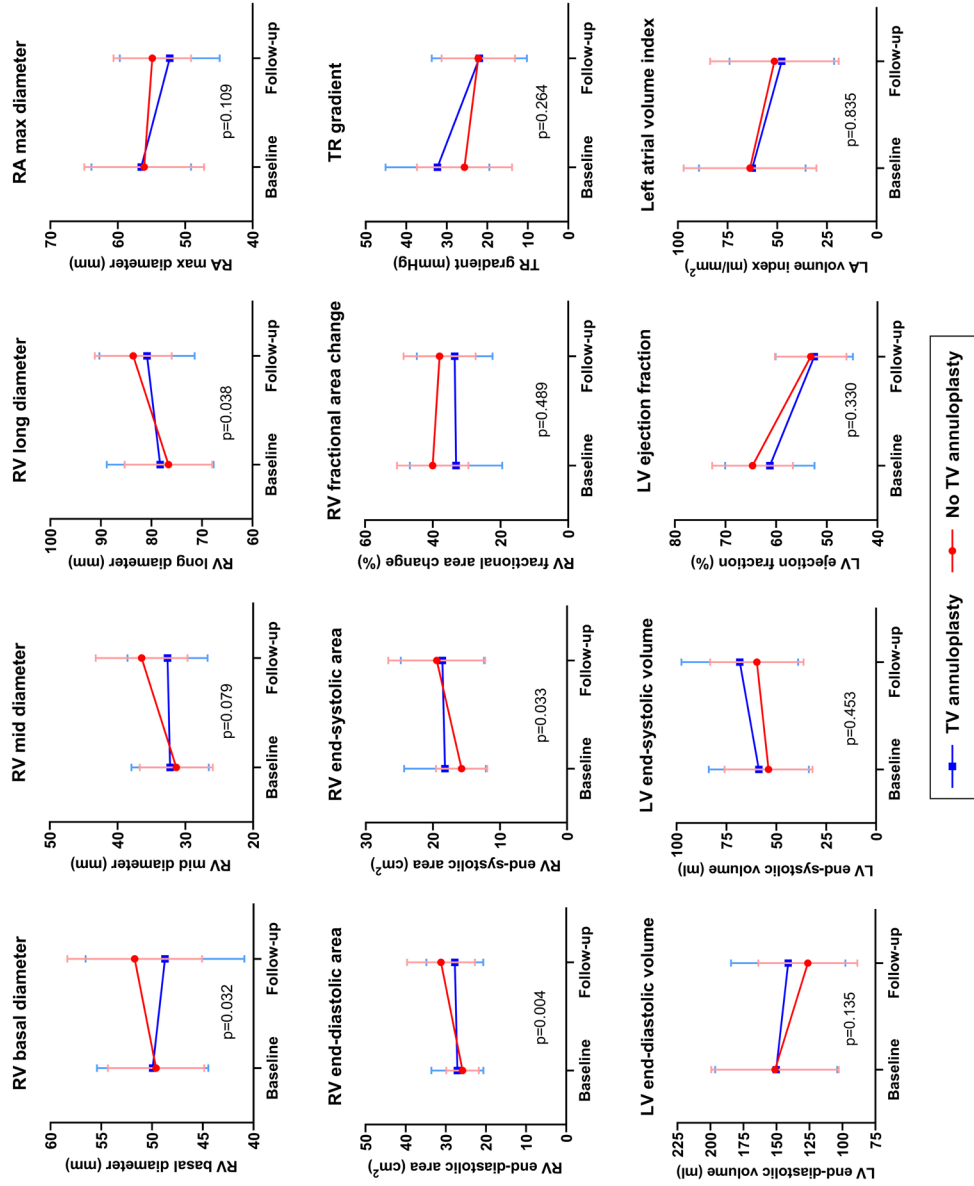 RV basal diameter
RV basal diameter (mm)
60
55
50
45
40
p=0.032
Baseline
Follow-up
RV mid diameter
RV mid diameter (mm)
50
40
30
20
p=0.079
Baseline
Follow-up
RV long diameter
RV long diameter (mm)
100
90
80
70
60
p=0.038
Baseline
Follow-up
RA max diameter
RA max diameter (mm)
70
60
50
40
p=0.109
Baseline
Follow-up
RV end-diastolic area
RV end-diastolic area (cm²)
50
40
30
20
10
0
p=0.004
Baseline
Follow-up
RV end-systolic area
RV end-systolic area (cm²)
30
20
10
0
p=0.033
Baseline
Follow-up
RV fractional area change
RV fractional area change (%)
60
40
20
0
p=0.489
Baseline
Follow-up
TR gradient
TR gradient (mmHg)
50
40
30
20
10
0
p=0.264
Baseline
Follow-up
LV end-diastolic volume
LV end-diastolic volume (ml)
225
200
175
150
125
100
75
p=0.135
Baseline
Follow-up
LV end-systolic volume
LV end-systolic volume (ml)
100
75
50
25
0
p=0.453
Baseline
Follow-up
LV ejection fraction
LV ejection fraction (%)
80
70
60
50
40
p=0.330
Baseline
Follow-up
Left atrial volume index
LA volume index (ml/mm²)
100
75
50
25
0
p=0.835
Baseline
Follow-up
TV annuloplasty
No TV annuloplasty